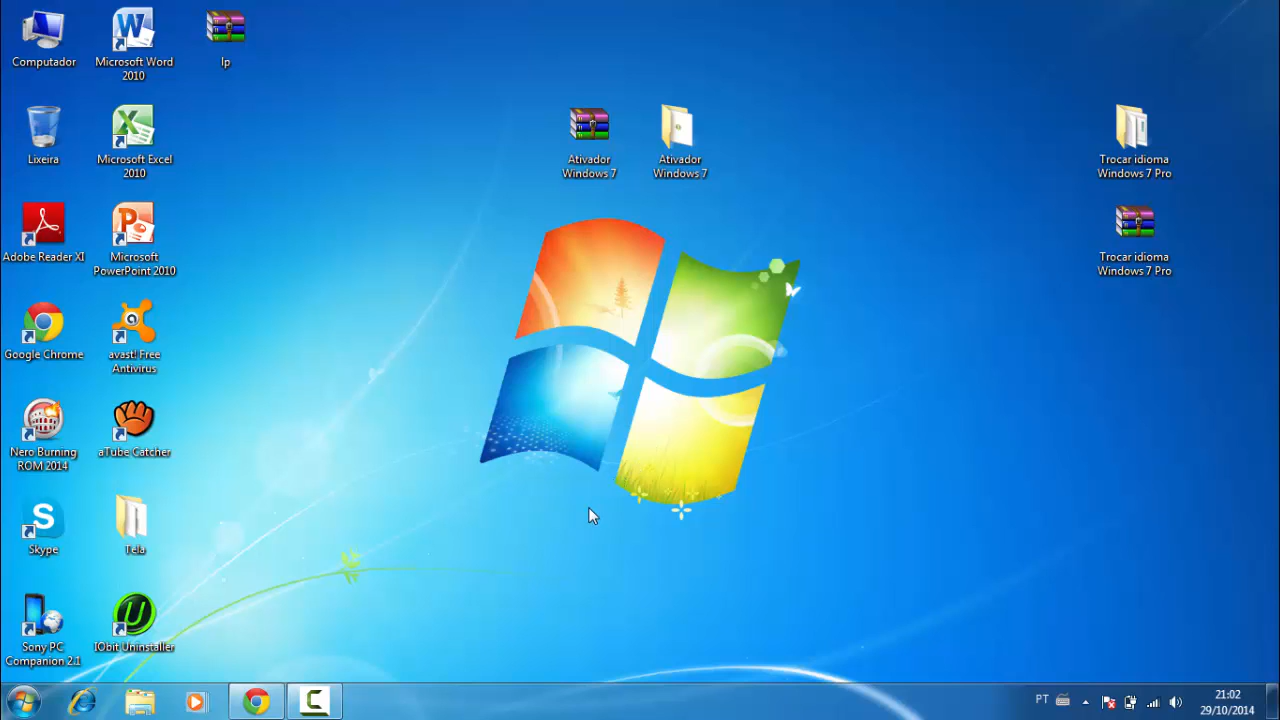 Computador
Microsoft Word
2010
Ip
Lixeira
Microsoft Excel
2010
Ativador
Windows 7
Ativador
Windows 7
Trocar idioma
Windows 7 Pro
Adobe Reader XI
Microsoft
PowerPoint 2010
Trocar idioma
Windows 7 Pro
Google Chrome
avast! Free
Antivirus
Nero Burning
ROM 2014
aTube Catcher
Skype
Tela
Sony PC
Companion 2.1
IObit Uninstaller
PT
21:02
29/10/2014